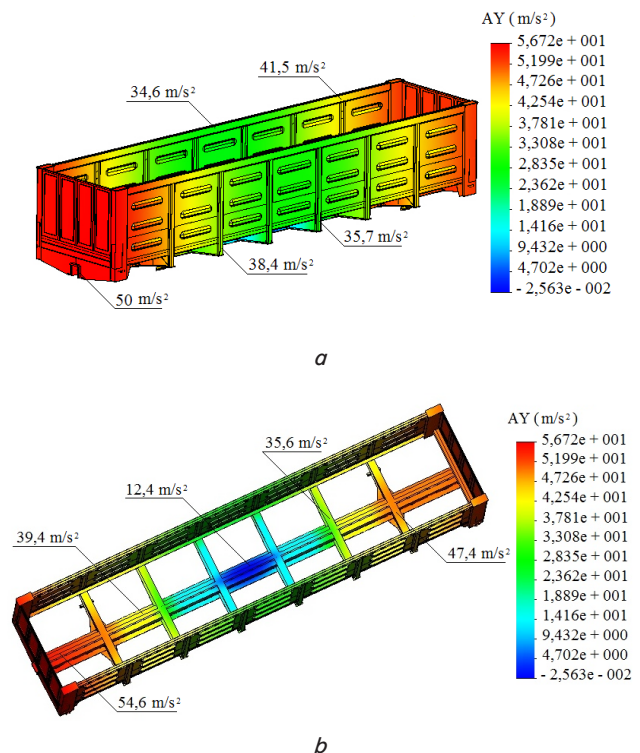 AY (m/s²)
5,672e + 001
5,199e + 001
4,726e + 001
4,254e + 001
3,781e + 001
3,308e + 001
2,835e + 001
2,362e + 001
1,889e + 001
1,416e + 001
9,432e + 000
4,702e + 000
- 2,563e - 002
41,5 m/s²
34,6 m/s²
35,7 m/s²
38,4 m/s²
50 m/s²
a
AY (m/s²)
5,672e + 001
5,199e + 001
4,726e + 001
4,254e + 001
3,781e + 001
3,308e + 001
2,835e + 001
2,362e + 001
1,889e + 001
1,416e + 001
9,432e + 000
4,702e + 000
- 2,563e - 002
35,6 m/s²
12,4 m/s²
39,4 m/s²
47,4 m/s²
54,6 m/s²
b